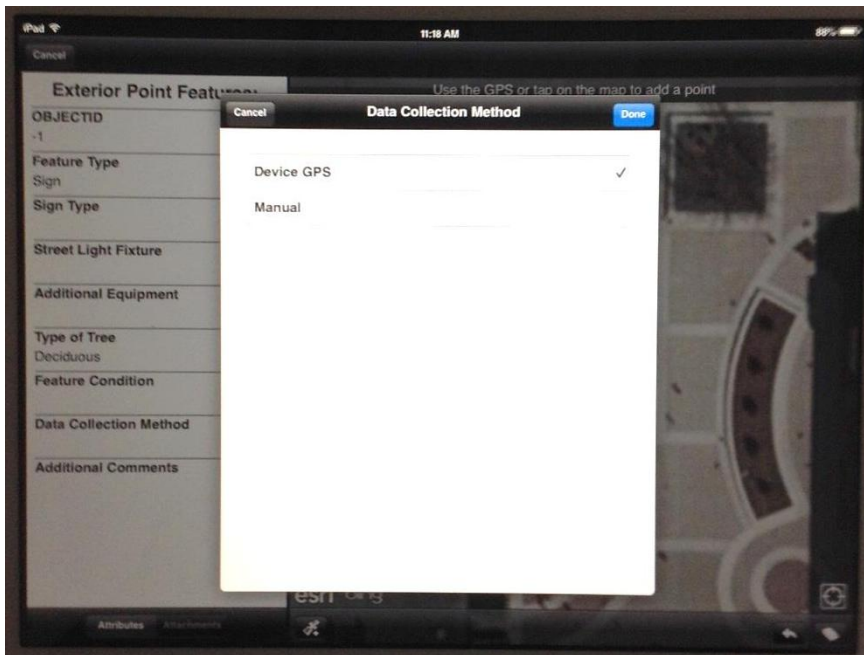 iPad
11:18 AM
88%
Cancel
Exterior Point Features:
Use the GPS or tap on the map to add a point
OBJECTID
-1
Feature Type
Sign
Sign Type
Street Light Fixture
Additional Equipment
Type of Tree
Deciduous
Feature Condition
Data Collection Method
Additional Comments
Cancel
Data Collection Method
Done
Device GPS
Manual
esri bing
Attributes
Attachments